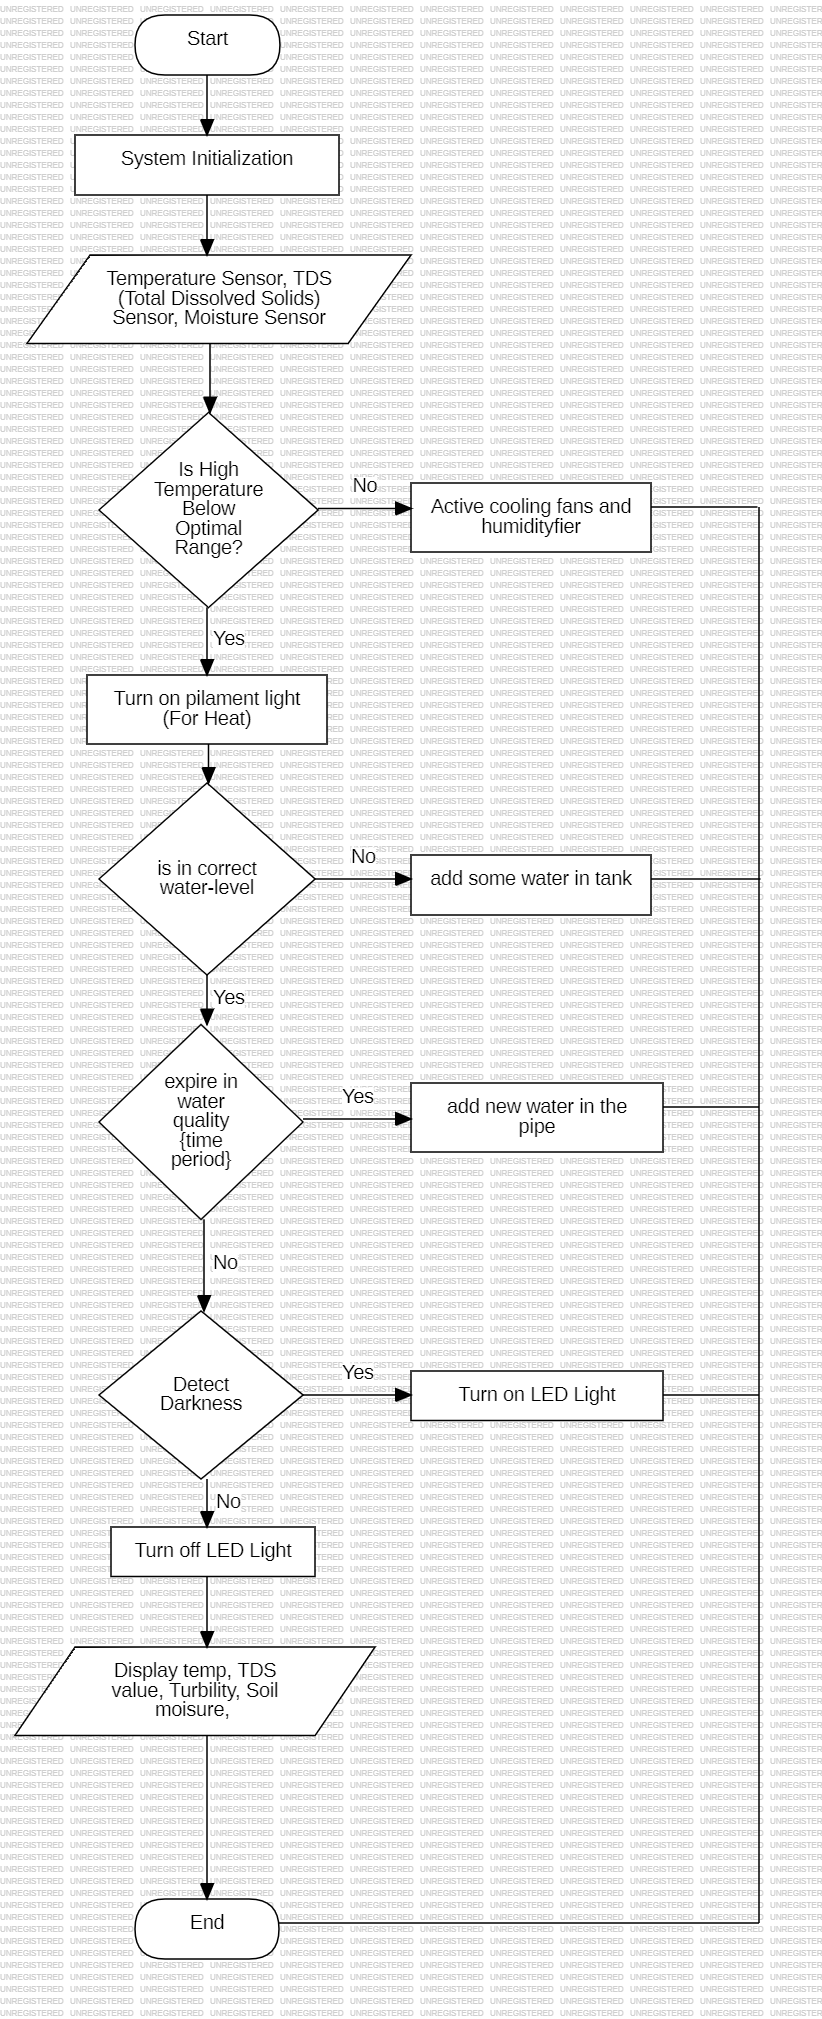 Start
System Initialization
Temperature Sensor, TDS
(Total Dissolved Solids)
Sensor, Moisture Sensor
Is High
Temperature
Below
Optimal
Range?
No
Active cooling fans and
humidityfier
Yes
Turn on pilament light
(For Heat)
is in correct
water-level
No
add some water in tank
Yes
expire in
water
quality
{time
period}
Yes
add new water in the
pipe
No
Detect
Darkness
Yes
Turn on LED Light
No
Turn off LED Light
Display temp, TDS
value, Turbility, Soil
moisure,
End
UNREGISTERED